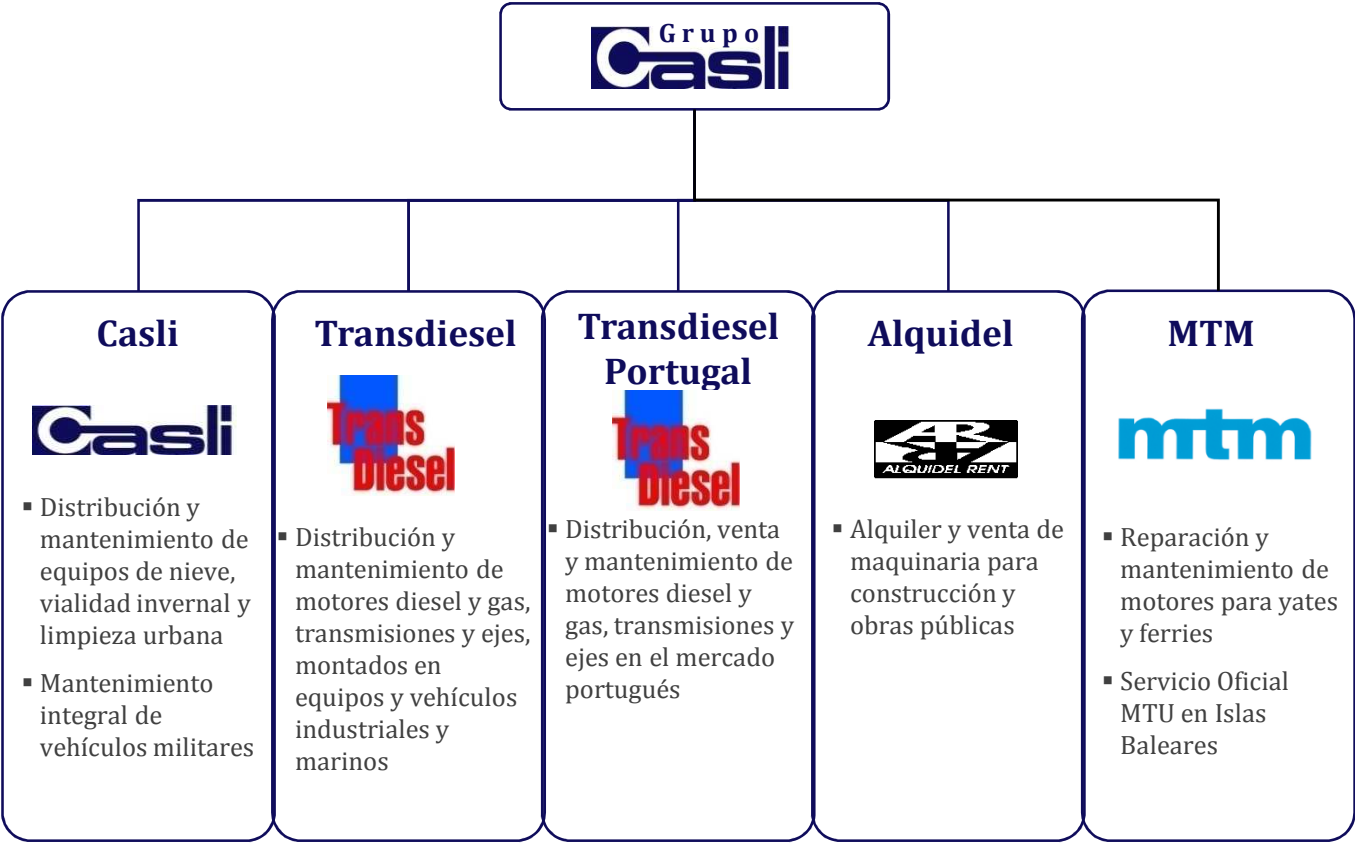 Grupo
Casli
Casli
Casli
▪ Distribución y
mantenimiento de
equipos de nieve,
vialidad invernal y
limpieza urbana
▪ Mantenimiento
integral de
vehículos militares
Transdiesel
Trans
Diesel
▪ Distribución y
mantenimiento de
motores diesel y gas,
transmisiones y ejes,
montados en
equipos y vehículos
industriales y
marinos
Transdiesel
Portugal
Trans
Diesel
▪ Distribución, venta
y mantenimiento de
motores diesel y
gas, transmisiones y
ejes en el mercado
portugués
Alquidel
ALQUIDEL RENT
▪ Alquiler y venta de
maquinaria para
construcción y
obras públicas
MTM
mtm
▪ Reparación y
mantenimiento de
motores para yates
y ferries
▪ Servicio Oficial
MTU en Islas
Baleares